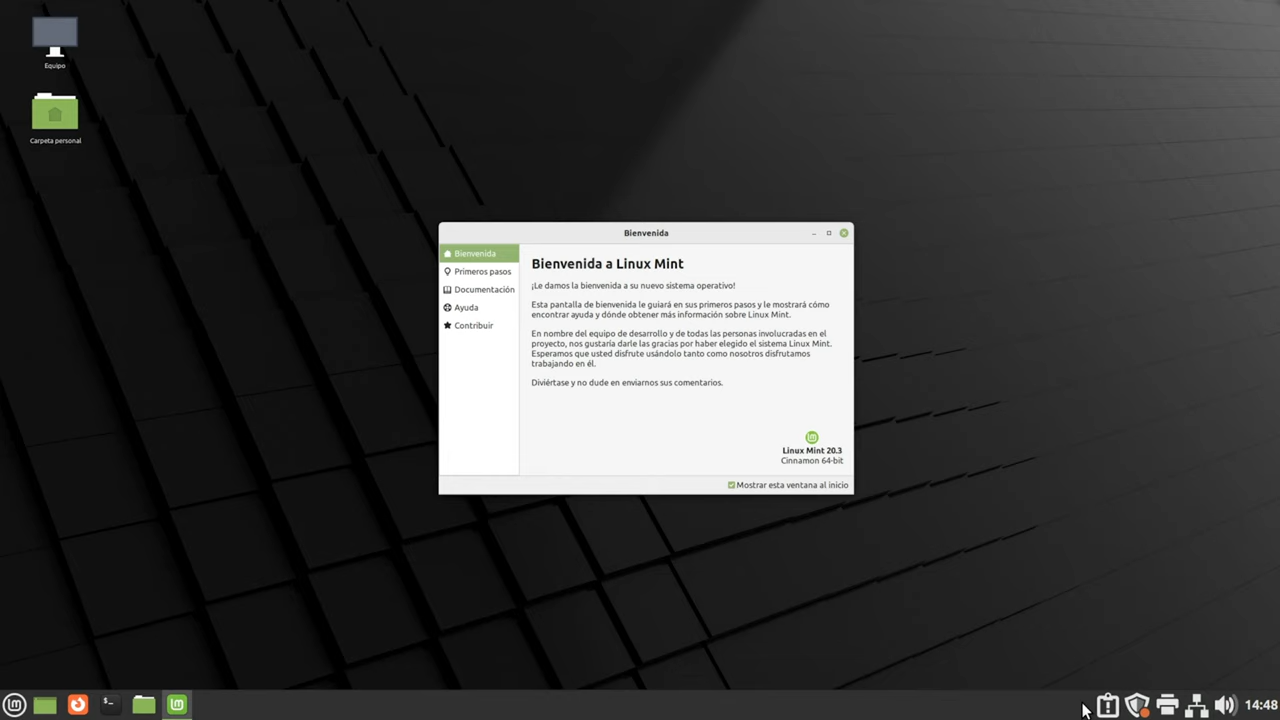 Equipo
Carpeta personal
Bienvenida
Bienvenida
Primeros pasos
Documentación
Ayuda
Contribuir
Bienvenida a Linux Mint
¡Le damos la bienvenida a su nuevo sistema operativo!
Esta pantalla de bienvenida le guiará en sus primeros pasos y le mostrará cómo
encontrar ayuda y dónde obtener más información sobre Linux Mint.
En nombre del equipo de desarrollo y de todas las personas involucradas en el
proyecto, nos gustaría darle las gracias por haber elegido el sistema Linux Mint.
Esperamos que usted disfrute usándolo tanto como nosotros disfrutamos
trabajando en él.
Diviértase y no dude en enviarnos sus comentarios.
Linux Mint 20.3
Cinnamon 64-bit
Mostrar esta ventana al inicio
14:48